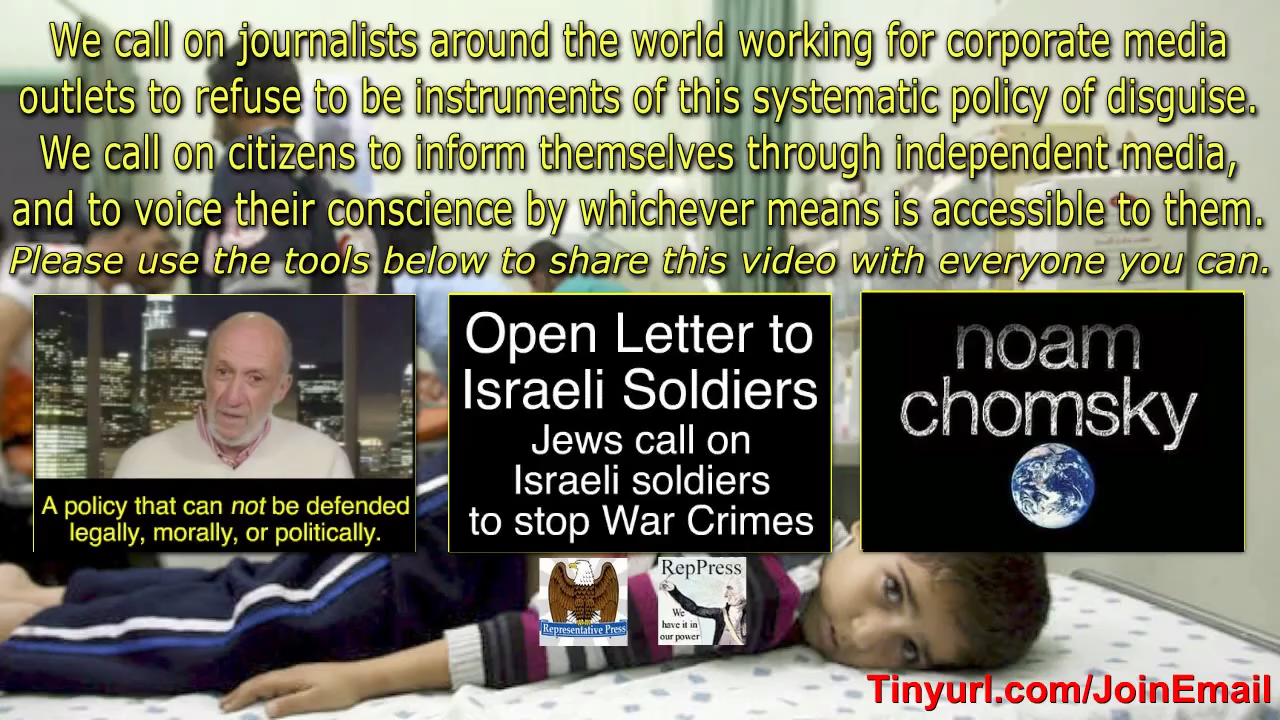 We call on journalists around the world working for corporate media
outlets to refuse to be instruments of this systematic policy of disguise.
We call on citizens to inform themselves through independent media,
and to voice their conscience by whichever means is accessible to them.
Please use the tools below to share this video with everyone you can.
A policy that can not be defended
legally, morally, or politically.
Open Letter to
Israeli Soldiers
Jews call on
Israeli soldiers
to stop War Crimes
noam
chomsky
Representative Press
RepPress
We
have it in
our power
Tinyurl.com/JoinEmail